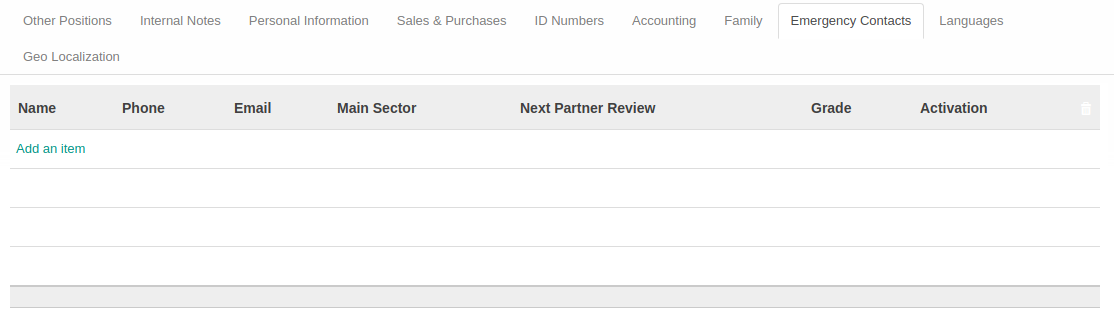 Other Positions Internal Notes Personal Information Sales & Purchases ID Numbers Accounting Family Emergency Contacts Languages
Geo Localization
Name Phone Email Main Sector Next Partner Review Grade Activation
Add an item